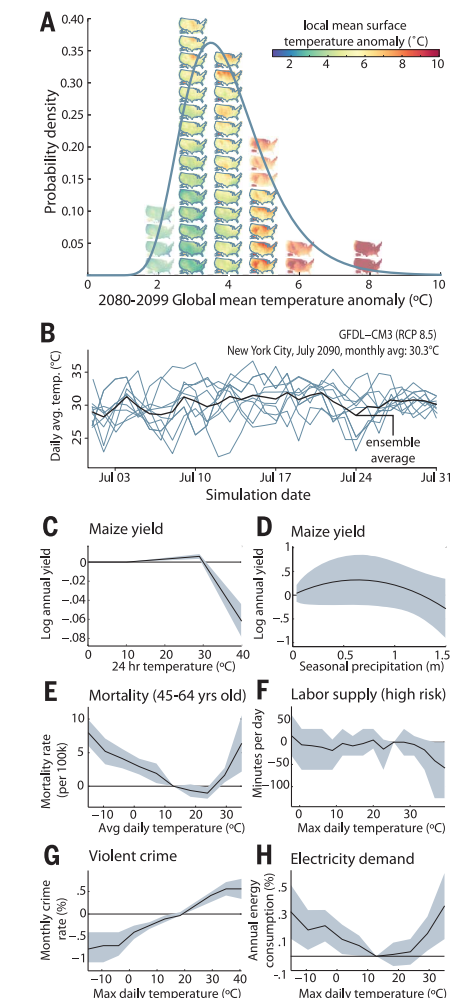 A
local mean surface
temperature anomaly (˚C)
2 4 6 8 10
Probability density
0.40
0.35
0.30
0.25
0.20
0.15
0.10
0.05
0 2 4 6 8 10
2080-2099 Global mean temperature anomaly (ºC)
B
GFDL–CM3 (RCP 8.5)
New York City, July 2090, monthly avg: 30.3°C
Daily avg. temp. (°C)
35
30
25
ensemble
average
Jul 03 Jul 10 Jul 17 Jul 24 Jul 31
Simulation date
C Maize yield
Log annual yield
0
−.02
−.04
−.06
−.08
0 10 20 30 40
24 hr temperature (ºC)
D Maize yield
Log annual yield
1
.5
0
−.5
−1
0 0.5 1 1.5
Seasonal precipitation (m)
E Mortality (45-64 yrs old)
Mortality rate
(per 100k)
10
5
0
−10 0 10 20 30
Avg daily temperature (ºC)
F Labor supply (high risk)
Minutes per day
50
0
−50
−100
0 10 20 30
Max daily temperature (ºC)
G Violent crime
Monthly crime
rate (%)
.5
0
−.5
−1
−10 0 10 20 30 40
Max daily temperature (ºC)
H Electricity demand
Annual energy
consumption (%)
.5
.3
.1
−.1
−10 0 10 20 30
Max daily temperature (ºC)